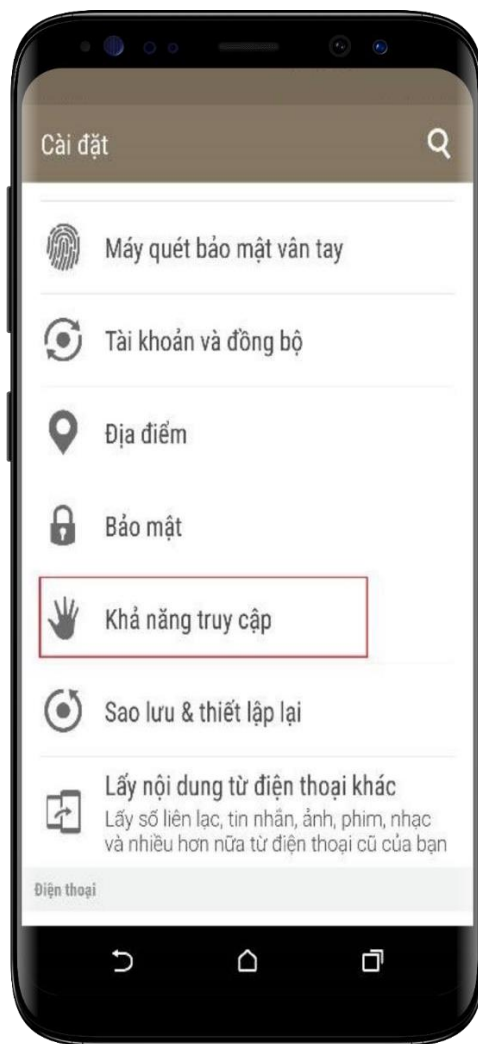 Cài đặt
Máy quét bảo mật vân tay
Tài khoản và đồng bộ
Địa điểm
Bảo mật
Khả năng truy cập
Sao lưu & thiết lập lại
Lấy nội dung từ điện thoại khác
Lấy số liên lạc, tin nhắn, ảnh, phim, nhạc
và nhiều hơn nữa từ điện thoại cũ của bạn
Điện thoại